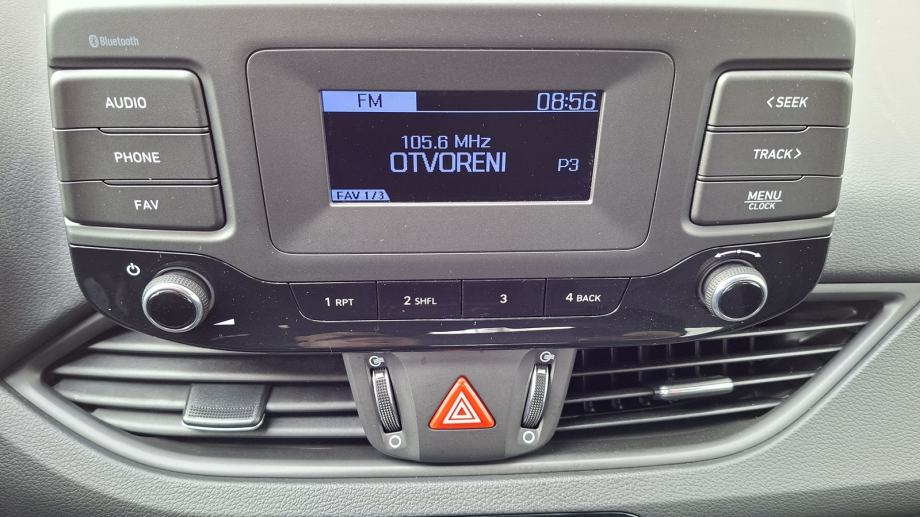 Bluetooth
AUDIO
PHONE
FAV
FM 08:56
105.6 MHz
OTVORENI P3
FAV 1/3
<SEEK
TRACK>
MENU
CLOCK
1 RPT 2 SHFL 3 4 BACK